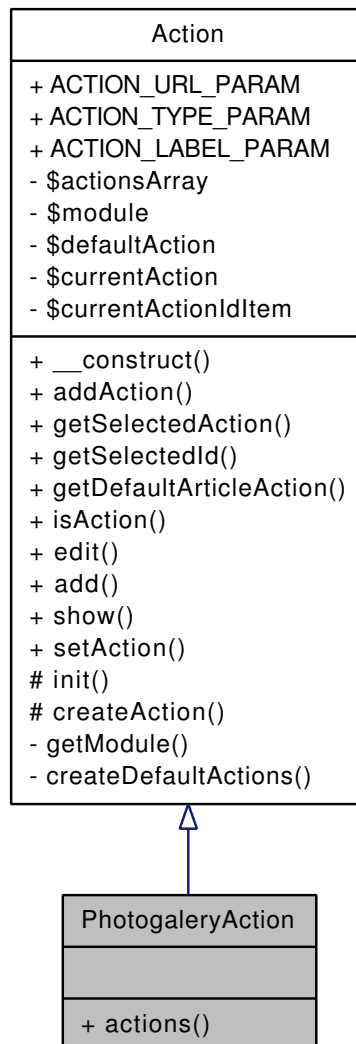 Action
+ ACTION_URL_PARAM
+ ACTION_TYPE_PARAM
+ ACTION_LABEL_PARAM
- $actionsArray
- $module
- $defaultAction
- $currentAction
- $currentActionIdItem
+ __construct()
+ addAction()
+ getSelectedAction()
+ getSelectedId()
+ getDefaultArticleAction()
+ isAction()
+ edit()
+ add()
+ show()
+ setAction()
# init()
# createAction()
- getModule()
- createDefaultActions()
PhotogaleryAction
+ actions()